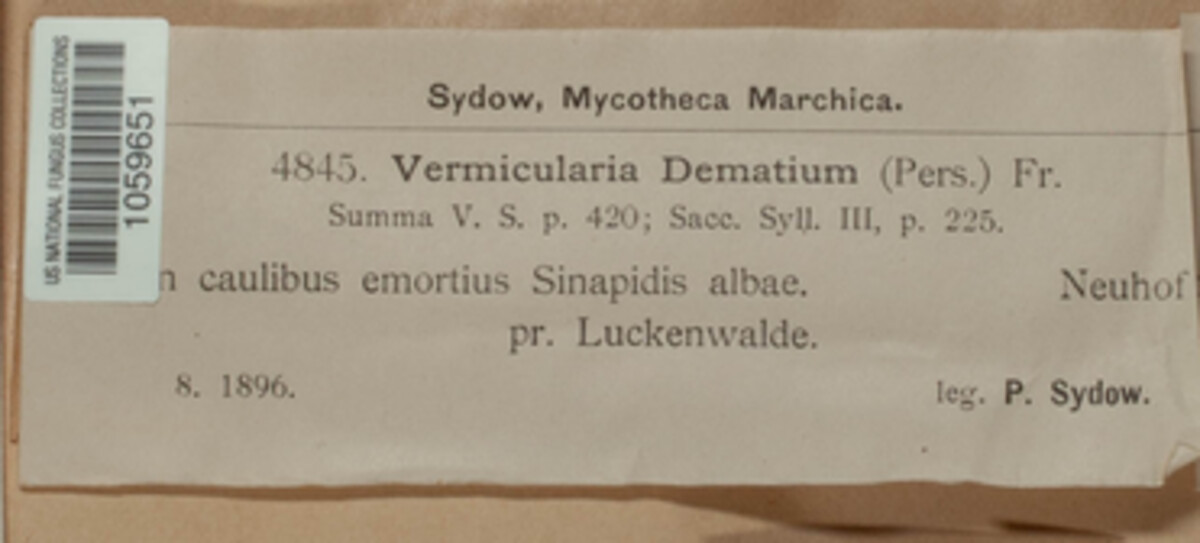 US NATIONAL FUNGUS COLLECTIONS
1059651
Sydow, Mycotheca Marchica.
4845. Vermicularia Dematium (Pers.) Fr.
Summa V. S. p. 420; Sacc. Syll. III, p. 225.
n caulibus emortius Sinapidis albae. Neuhof
pr. Luckenwalde.
8. 1896. leg. P. Sydow.